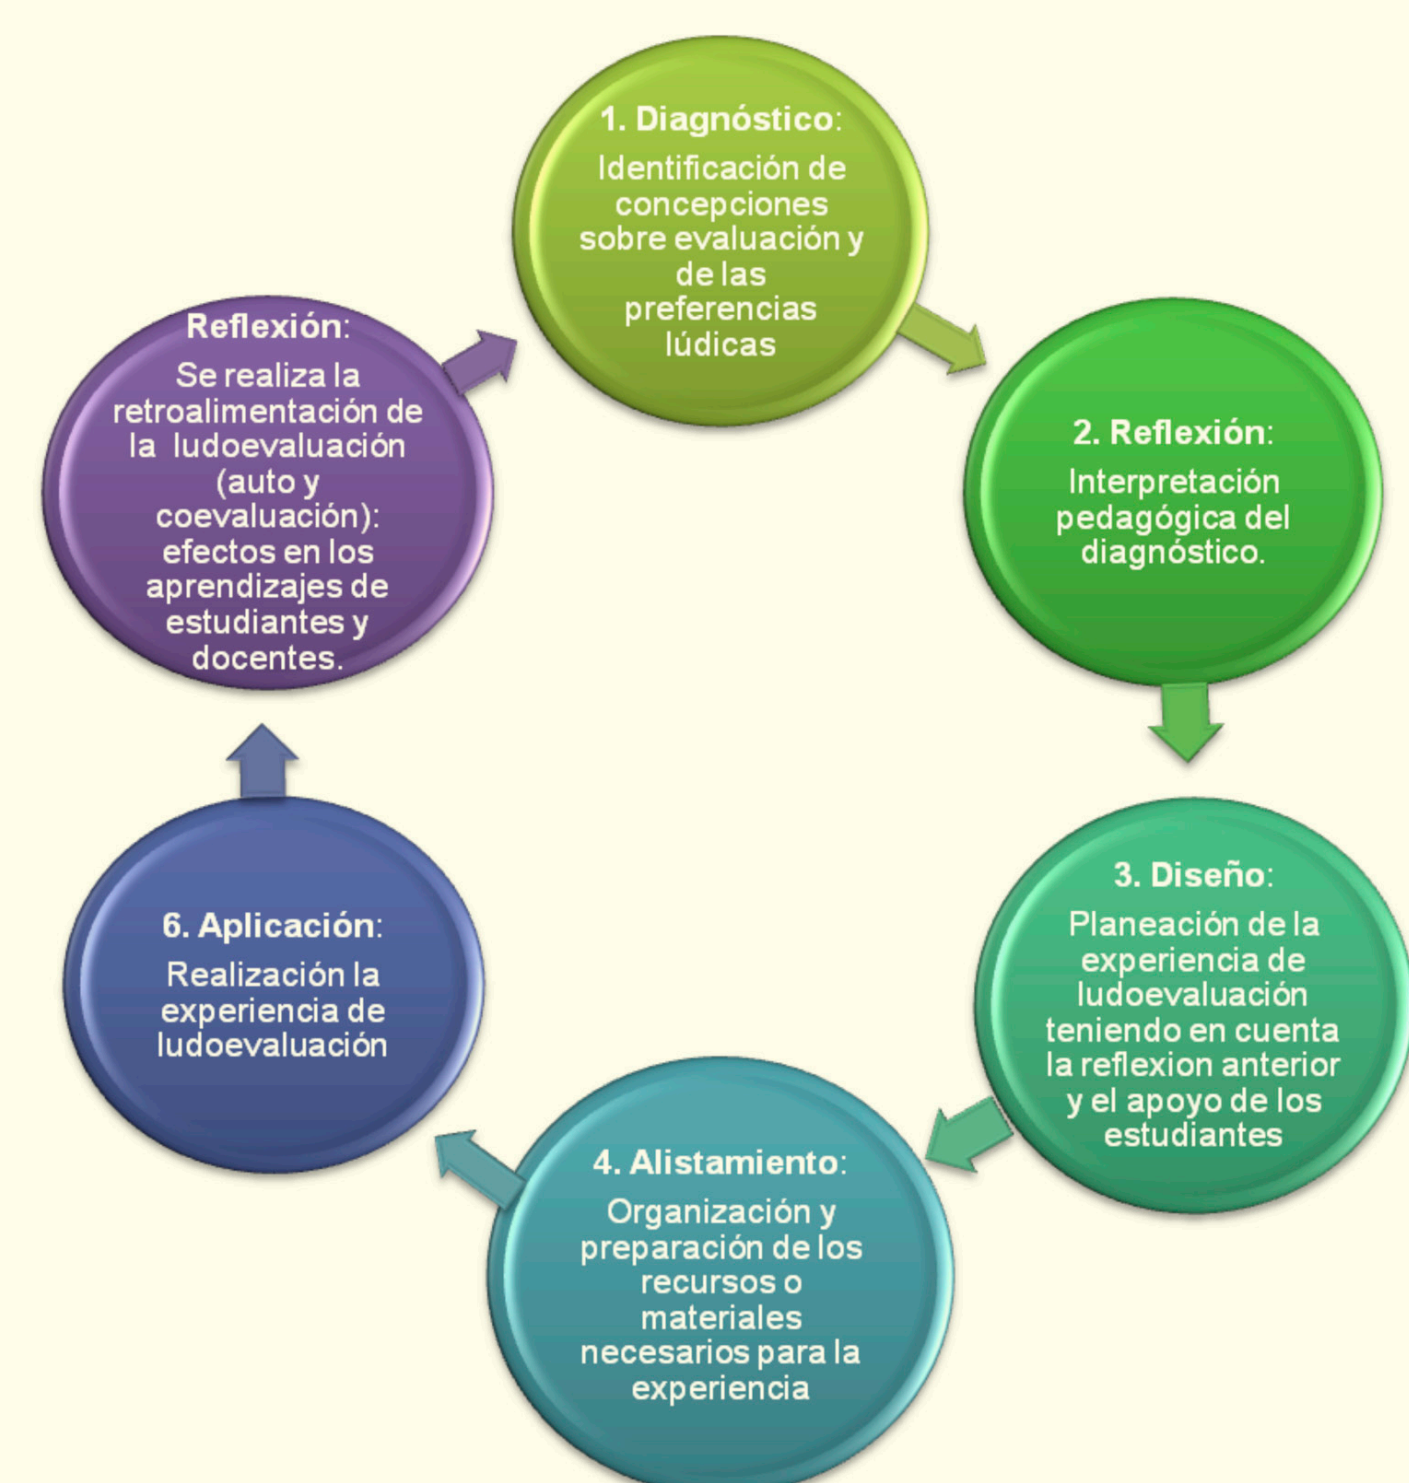 1. Diagnóstico:
Identificación de
concepciones
sobre evaluación y
de las
preferencias
lúdicas
2. Reflexión:
Interpretación
pedagógica del
diagnóstico.
3. Diseño:
Planeación de la
experiencia de
ludoevaluación
teniendo en cuenta
la reflexion anterior
y el apoyo de los
estudiantes
4. Alistamiento:
Organización y
preparación de los
recursos o
materiales
necesarios para la
experiencia
6. Aplicación:
Realización la
experiencia de
ludoevaluación
Reflexión:
Se realiza la
retroalimentación de
la ludoevaluación
(auto y
coevaluación):
efectos en los
aprendizajes de
estudiantes y
docentes.